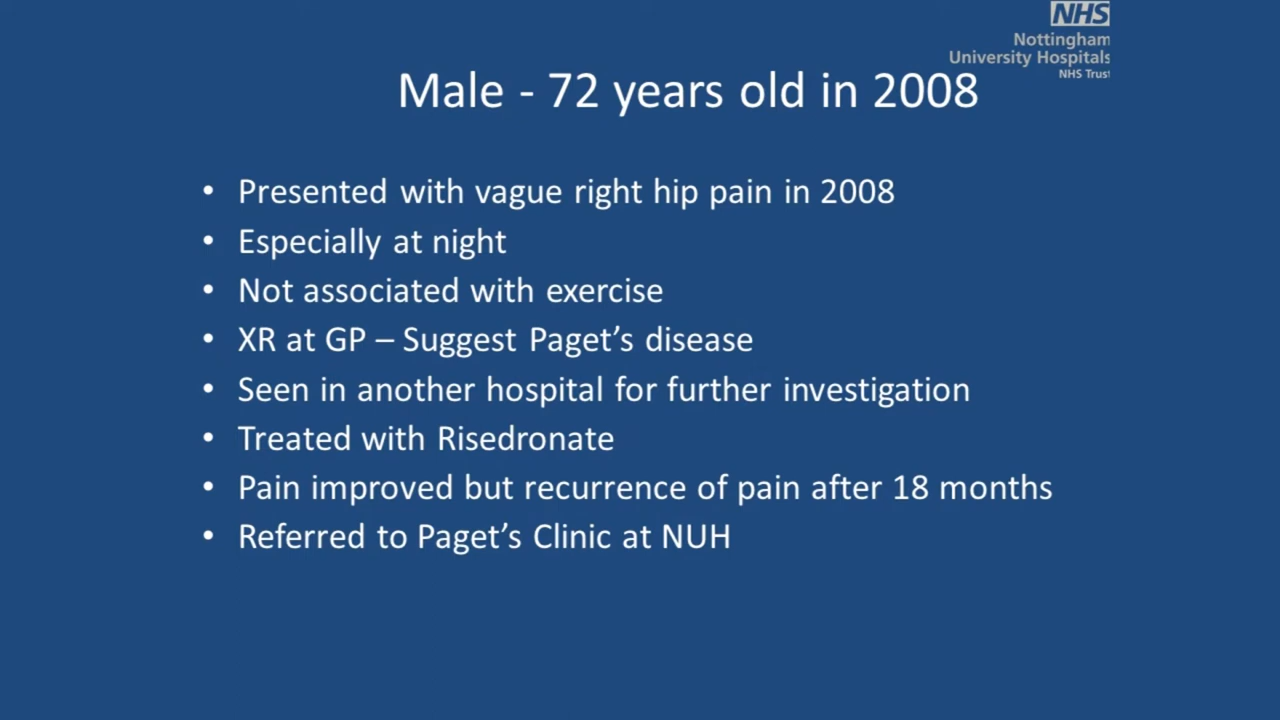 NHS
Nottingham
University Hospitals
NHS Trust
Male - 72 years old in 2008
• Presented with vague right hip pain in 2008
• Especially at night
• Not associated with exercise
• XR at GP – Suggest Paget’s disease
• Seen in another hospital for further investigation
• Treated with Risedronate
• Pain improved but recurrence of pain after 18 months
• Referred to Paget’s Clinic at NUH